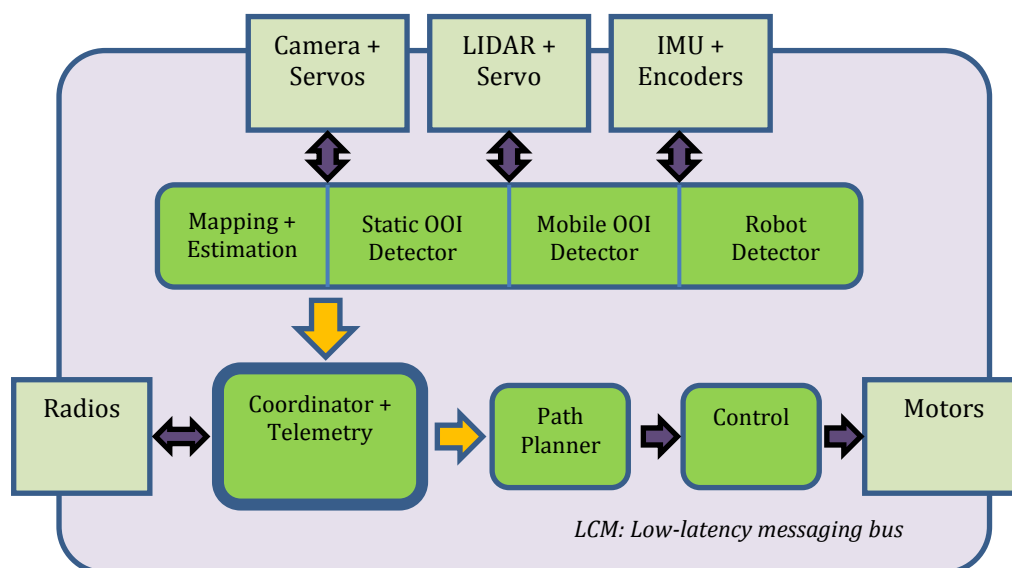 Camera +
Servos
LIDAR +
Servo
IMU +
Encoders
Mapping +
Estimation
Static OOI
Detector
Mobile OOI
Detector
Robot
Detector
Radios
Coordinator +
Telemetry
Path
Planner
Control
Motors
LCM: Low-latency messaging bus